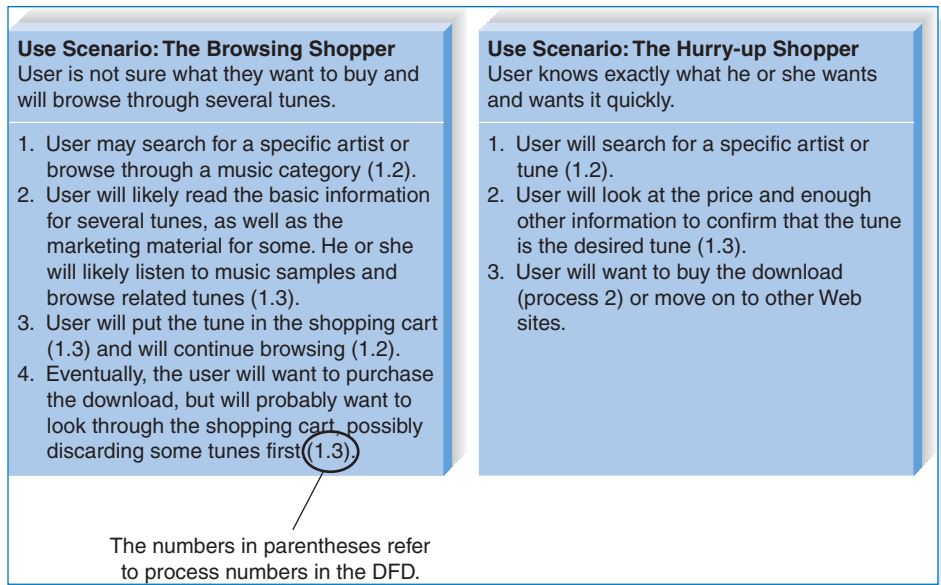 Use Scenario: The Browsing Shopper
User is not sure what they want to buy and
will browse through several tunes.
1. User may search for a specific artist or
browse through a music category (1.2).
2. User will likely read the basic information
for several tunes, as well as the
marketing material for some. He or she
will likely listen to music samples and
browse related tunes (1.3).
3. User will put the tune in the shopping cart
(1.3) and will continue browsing (1.2).
4. Eventually, the user will want to purchase
the download, but will probably want to
look through the shopping cart, possibly
discarding some tunes first (1.3).
Use Scenario: The Hurry-up Shopper
User knows exactly what he or she wants
and wants it quickly.
1. User will search for a specific artist or
tune (1.2).
2. User will look at the price and enough
other information to confirm that the tune
is the desired tune (1.3).
3. User will want to buy the download
(process 2) or move on to other Web
sites.
The numbers in parentheses refer
to process numbers in the DFD.